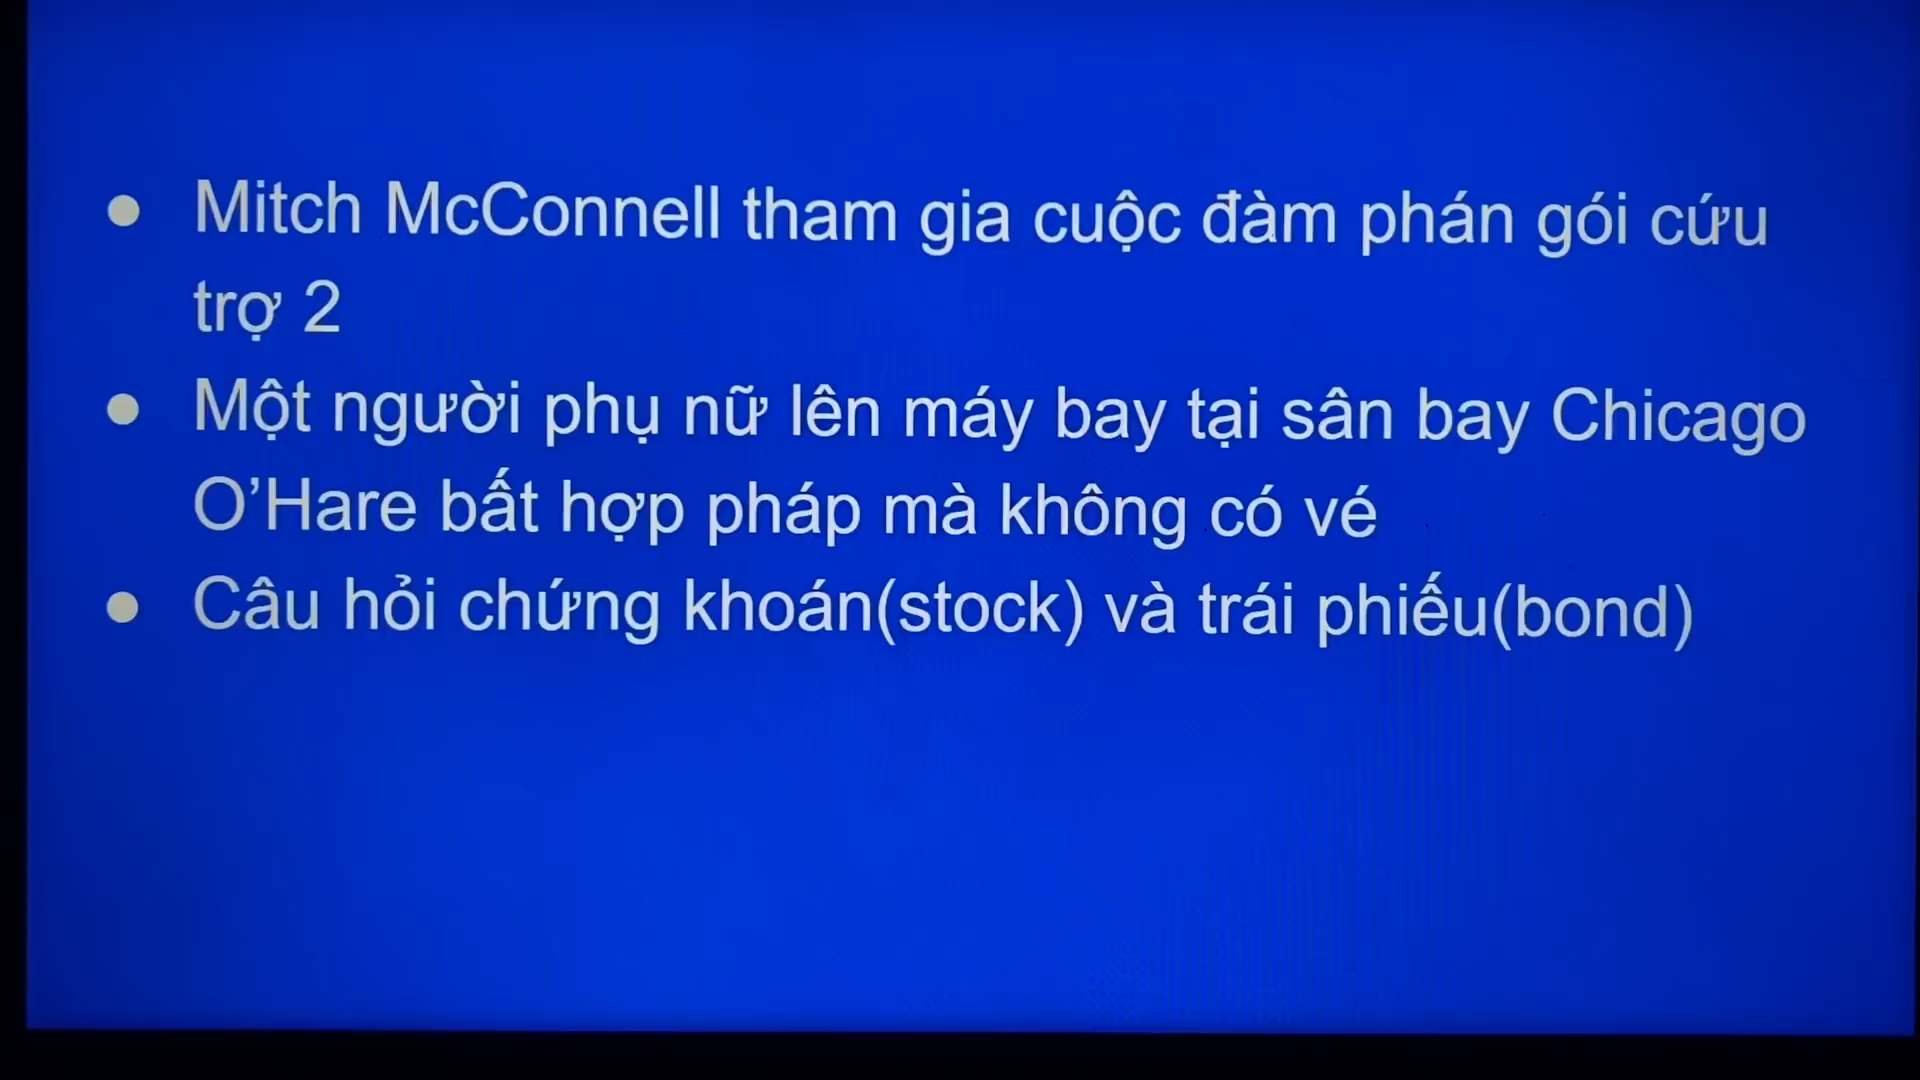 ● Mitch McConnell tham gia cuộc đàm phán gói cứu
trợ 2
● Một người phụ nữ lên máy bay tại sân bay Chicago
O’Hare bất hợp pháp mà không có vé
● Câu hỏi chứng khoán(stock) và trái phiếu(bond)